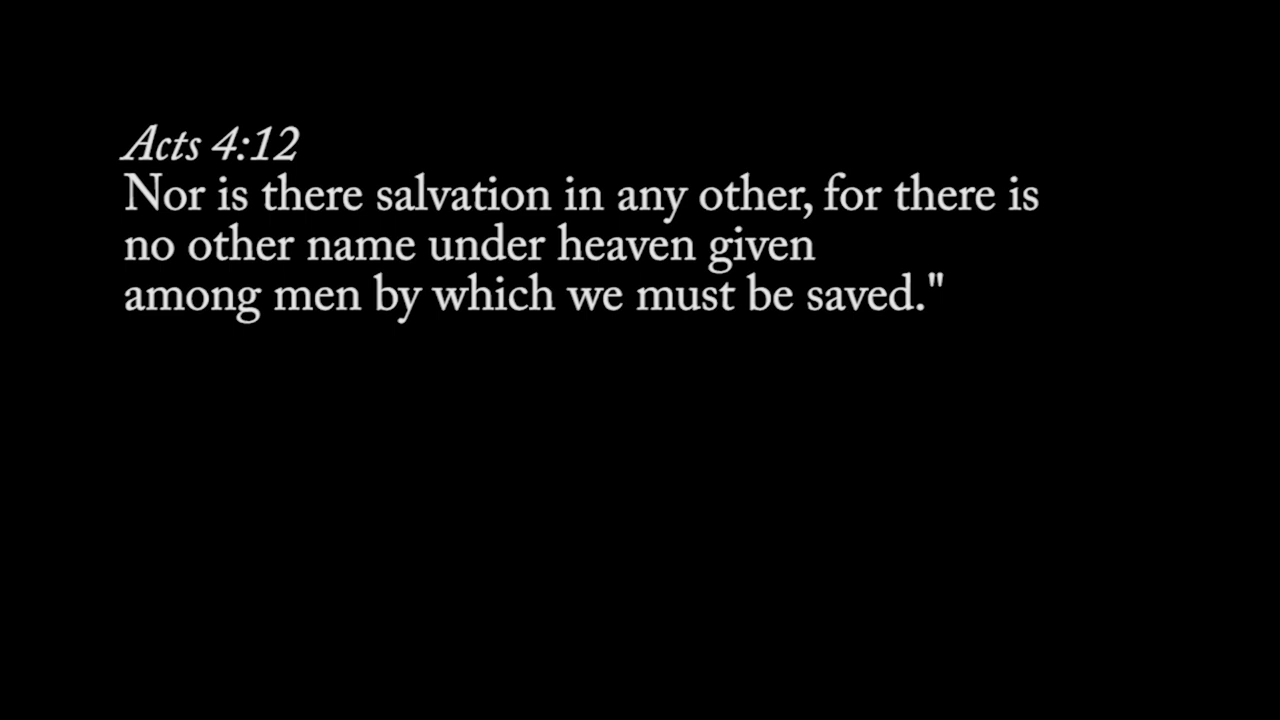 Acts 4:12
Nor is there salvation in any other, for there is
no other name under heaven given
among men by which we must be saved."